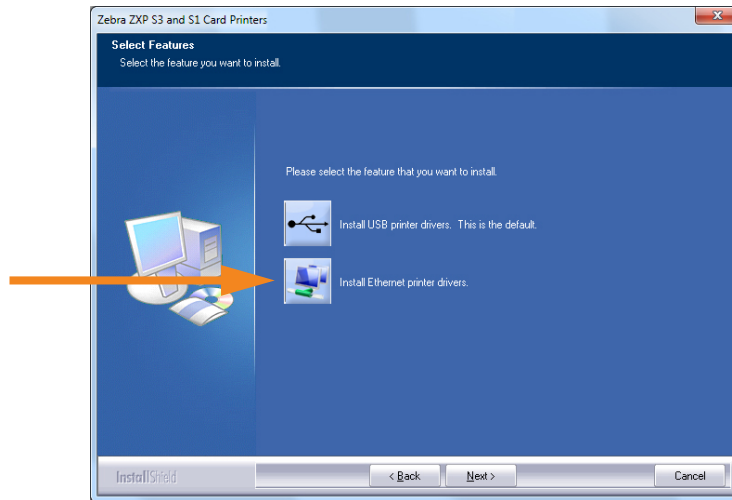 Zebra ZXP S3 and S1 Card Printers
Select Features
Select the feature you want to install.
Please select the feature that you want to install.
Install USB printer drivers. This is the default.
Install Ethernet printer drivers.
InstallShield
< Back
Next >
Cancel